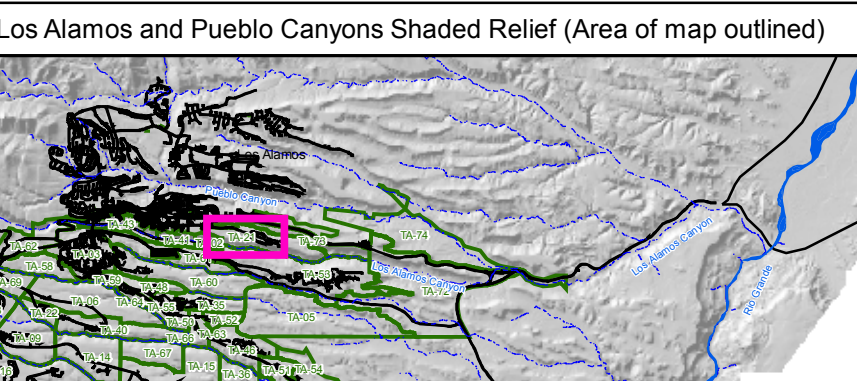 Los Alamos and Pueblo Canyons Shaded Relief (Area of map outlined)
Los Alamos
Pueblo Canyon
TA-43
TA-41
TA-02
TA-21
TA-73
TA-74
TA-62
TA-03
TA-53
Los Alamos Canyon
Los Alamos Canyon
TA-72
Rio Grande
TA-58
TA-59
TA-60
TA-48
TA-06
TA-64
TA-55
TA-35
TA-22
TA-50
TA-52
TA-05
TA-40
TA-66
TA-63
TA-14
TA-67
TA-46
TA-15
TA-36
TA-51
TA-54